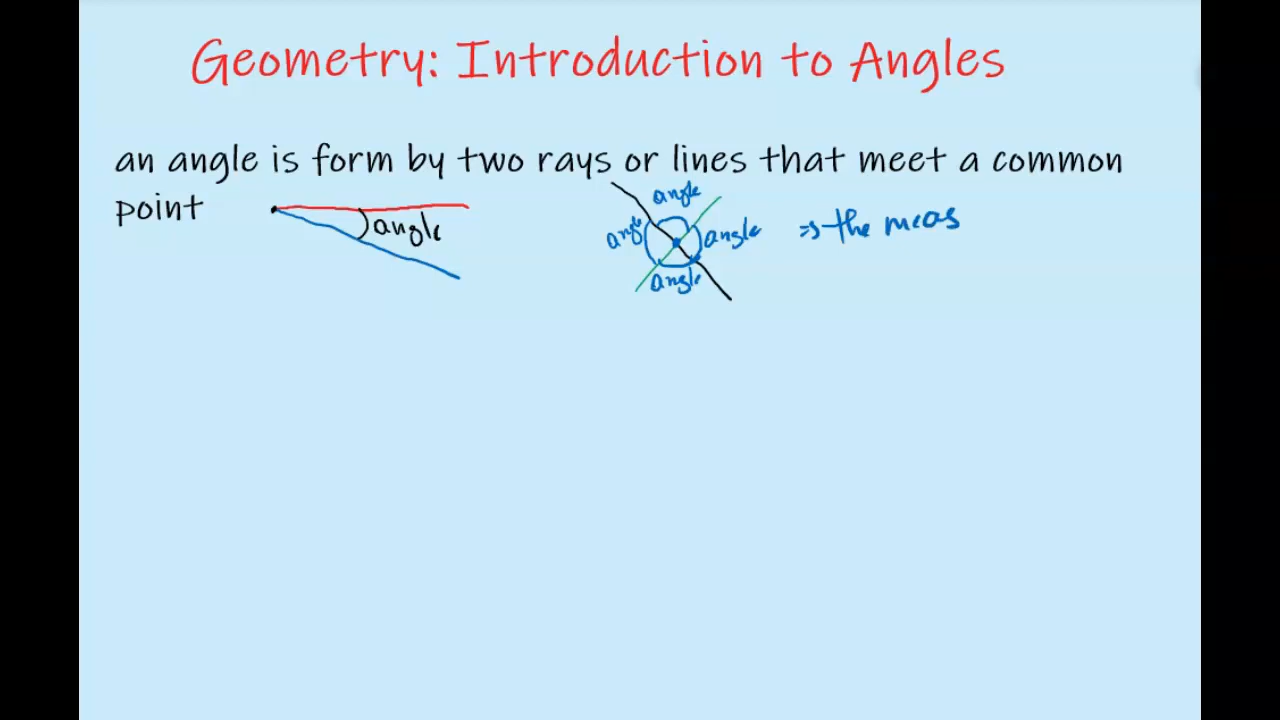 Geometry: Introduction to Angles
an angle is form by two rays or lines that meet a common
point
angle
angle
angle
angle
angle
⇒ the meas